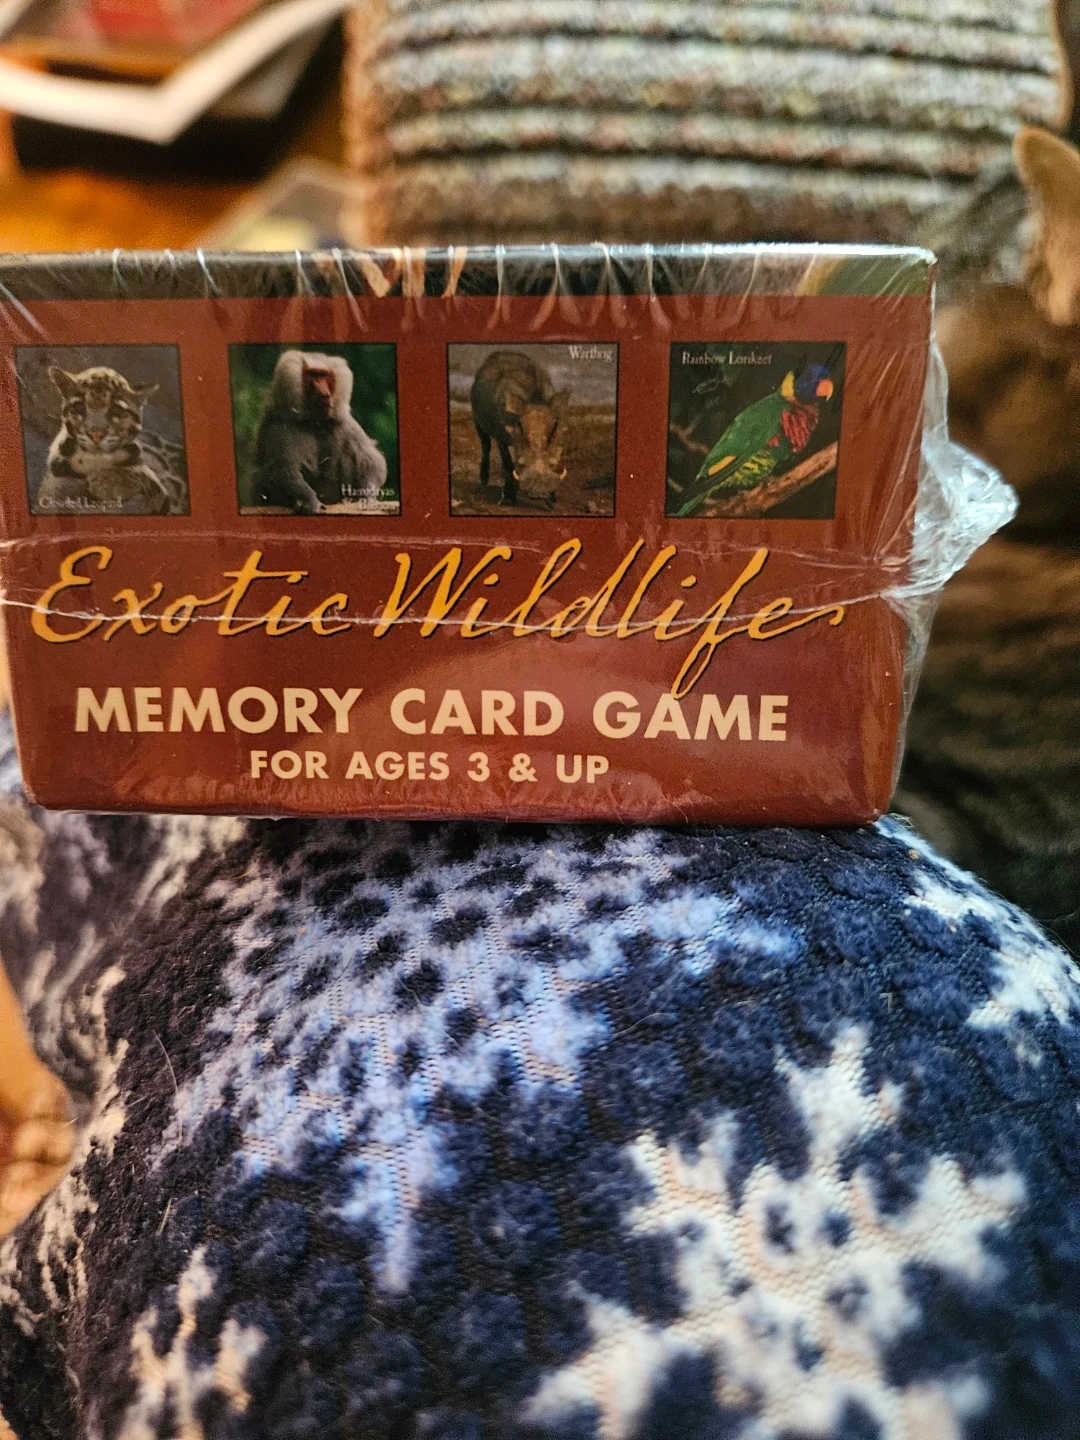 Clouded Leopard
Hamadryas
Baboon
Warthog
Rainbow Lorikeet
Exotic Wildlife
MEMORY CARD GAME
FOR AGES 3 & UP